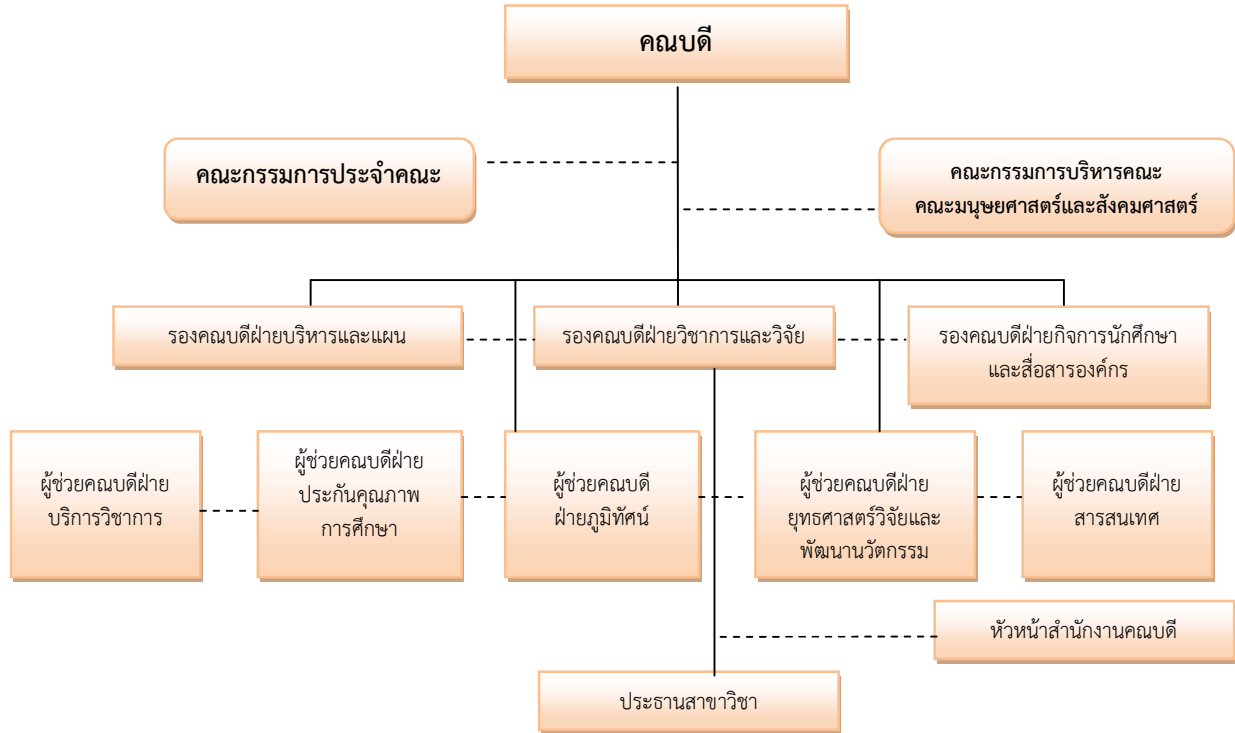 คณบดี
คณะกรรมการประจำคณะ
คณะกรรมการบริหารคณะ
คณะมนุษยศาสตร์และสังคมศาสตร์
รองคณบดีฝ่ายบริหารและแผน
รองคณบดีฝ่ายวิชาการและวิจัย
รองคณบดีฝ่ายกิจการนักศึกษา
และสื่อสารองค์กร
ผู้ช่วยคณบดีฝ่าย
บริการวิชาการ
ผู้ช่วยคณบดีฝ่าย
ประกันคุณภาพ
การศึกษา
ผู้ช่วยคณบดี
ฝ่ายภูมิทัศน์
ผู้ช่วยคณบดีฝ่าย
ยุทธศาสตร์วิจัยและ
พัฒนานวัตกรรม
ผู้ช่วยคณบดีฝ่าย
สารสนเทศ
หัวหน้าสำนักงานคณบดี
ประธานสาขาวิชา